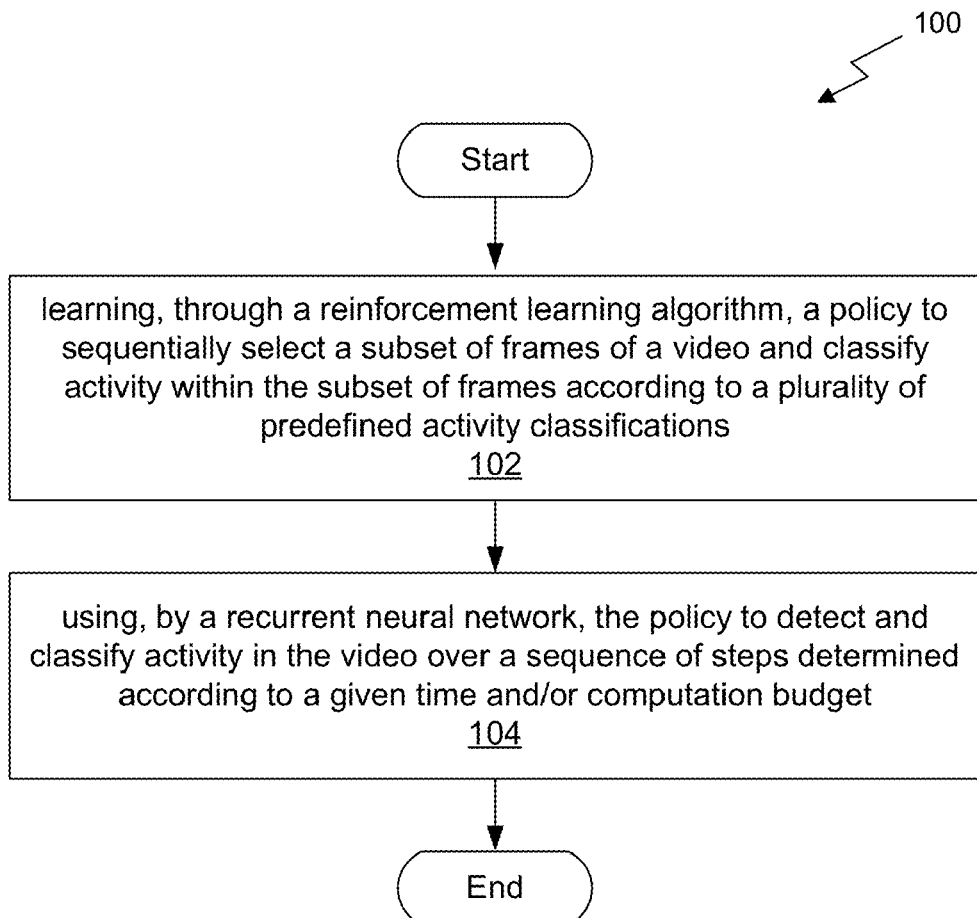 100
Start
learning, through a reinforcement learning algorithm, a policy to
sequentially select a subset of frames of a video and classify
activity within the subset of frames according to a plurality of
predefined activity classifications
102
using, by a recurrent neural network, the policy to detect and
classify activity in the video over a sequence of steps determined
according to a given time and/or computation budget
104
End